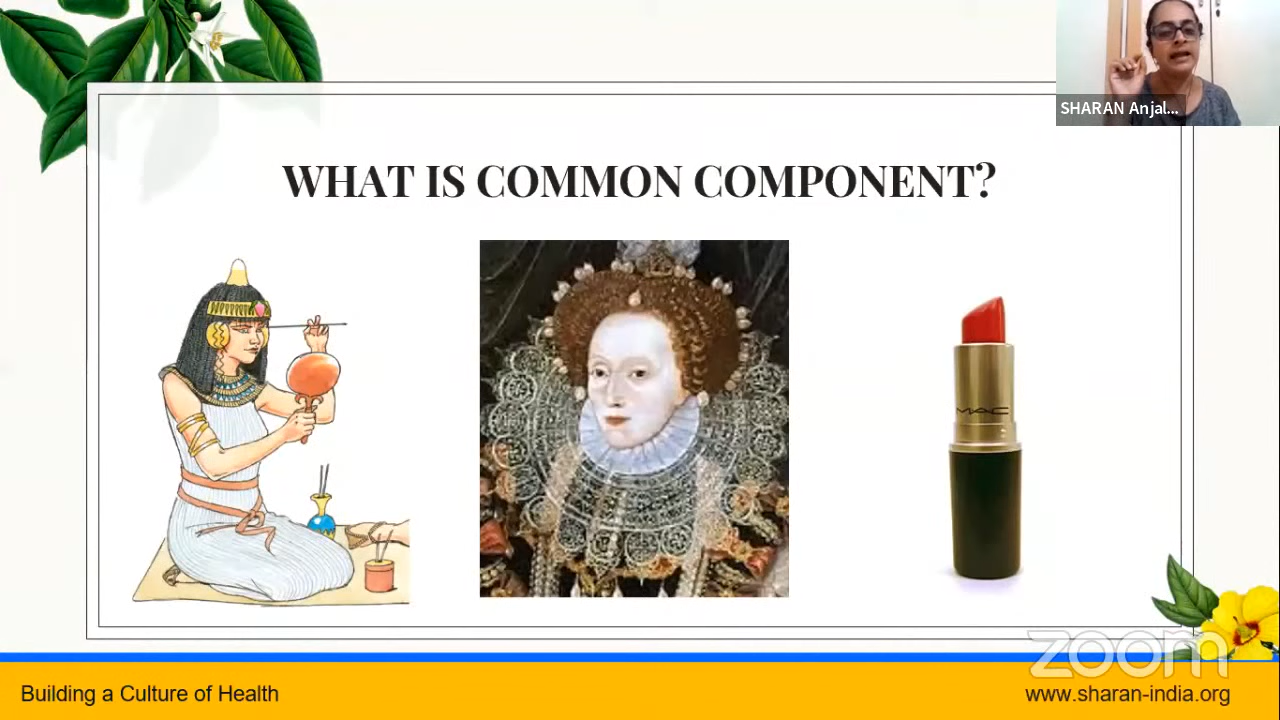 SHARAN Anjal...
WHAT IS COMMON COMPONENT?
MAC
zoom
Building a Culture of Health
www.sharan-india.org